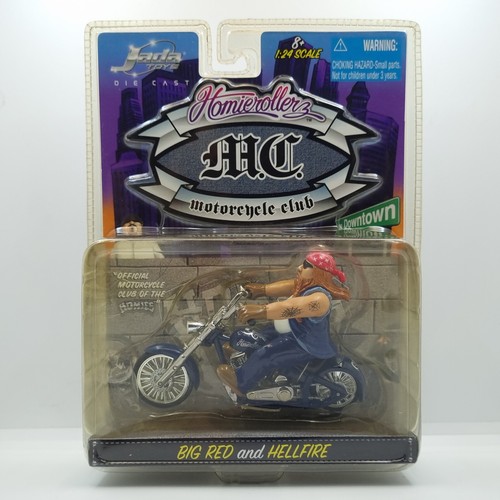 Jada
TOYS
DIE CAST
8+
1:24 SCALE
WARNING:
CHOKING HAZARD-Small parts.
Not for children under 3 years.
Homierollerz
M.C.
motorcycle club
Downtown
"OFFICIAL
MOTORCYCLE
CLUB OF THE
HOMIES
BIG RED and HELLFIRE